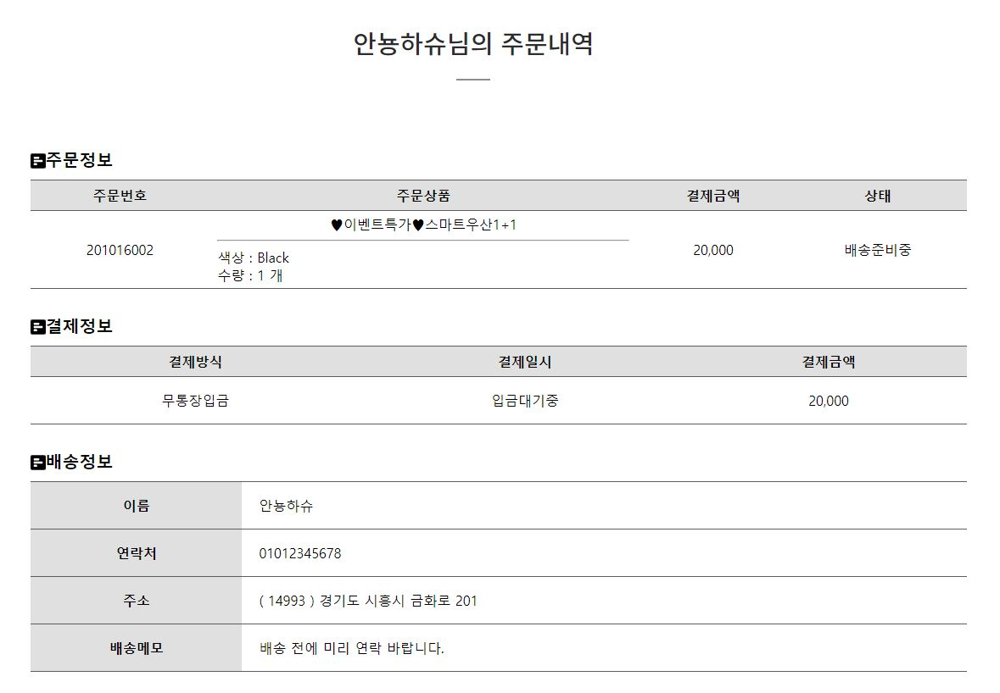 안뇽하슈님의 주문내역
주문정보
주문번호 주문상품 결제금액 상태
♥이벤트특가♥스마트우산1+1
201016002 20,000 배송준비중
색상 : Black
수량 : 1 개
결제정보
결제방식 결제일시 결제금액
무통장입금 입금대기중 20,000
배송정보
이름 안뇽하슈
연락처 01012345678
주소 ( 14993 ) 경기도 시흥시 금화로 201
배송메모 배송 전에 미리 연락 바랍니다.